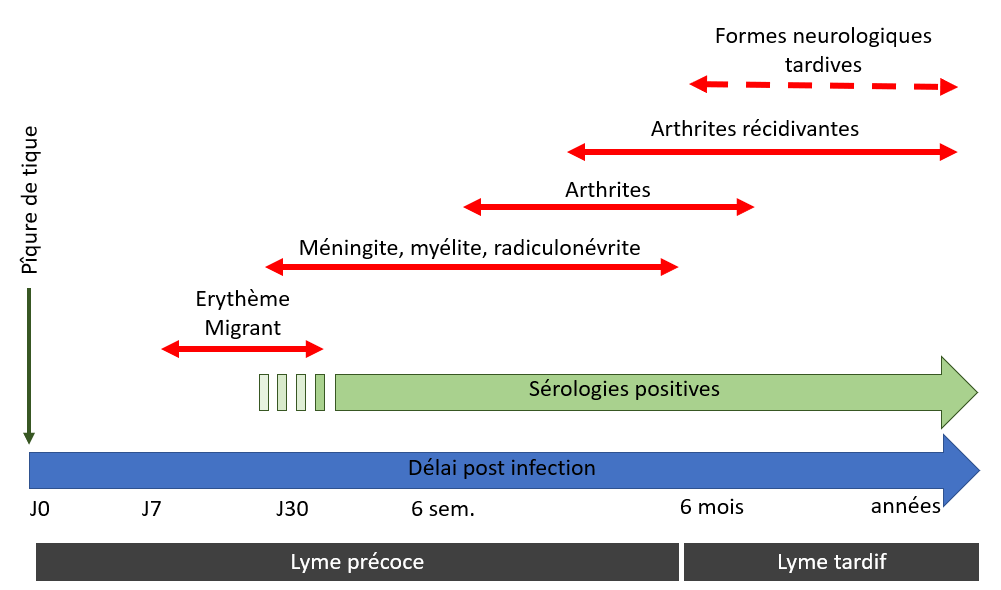 Formes neurologiques
tardives
Arthrites récidivantes
Arthrites
Méningite, myélite, radiculonévrite
Erythème
Migrant
Pîqure de tique
Sérologies positives
Délai post infection
J0 J7 J30 6 sem. 6 mois années
Lyme précoce Lyme tardif